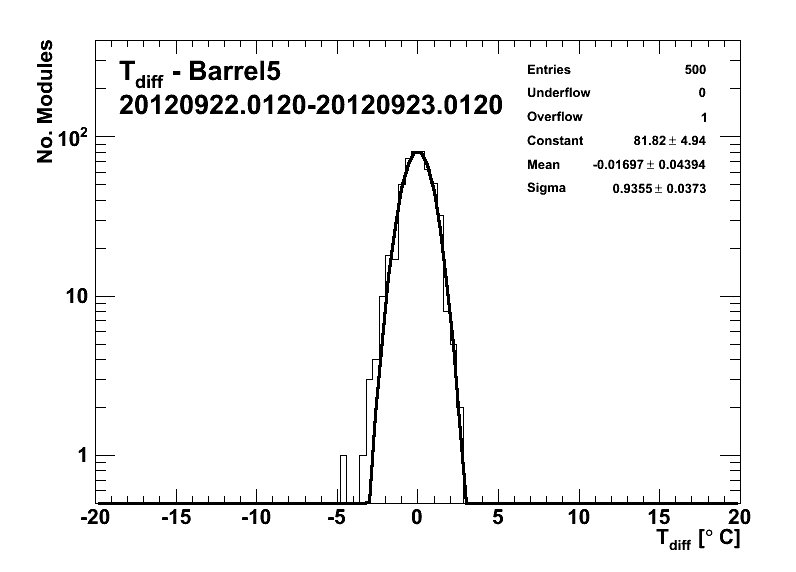 T_diff - Barrel5
20120922.0120-20120923.0120
Entries 500
Underflow 0
Overflow 1
Constant 81.82 ± 4.94
Mean -0.01697 ± 0.04394
Sigma 0.9355 ± 0.0373
No. Modules
10²
10
1
-20 -15 -10 -5 0 5 10 15 20
T_diff [° C]